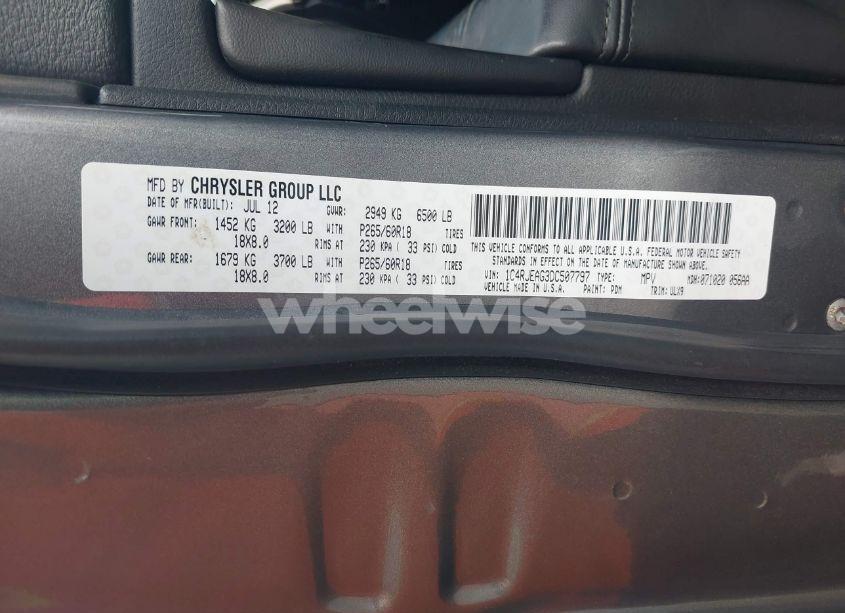 MFD BY CHRYSLER GROUP LLC
DATE OF MFR(BUILT): JUL 12 GVWR: 2949 KG 6500 LB
GAWR FRONT: 1452 KG 3200 LB WITH P265/60R18 TIRES
18X8.0 RIMS AT 230 KPA ( 33 PSI) COLD
GAWR REAR: 1679 KG 3700 LB WITH P265/60R18 TIRES
18X8.0 RIMS AT 230 KPA ( 33 PSI) COLD
THIS VEHICLE CONFORMS TO ALL APPLICABLE U.S.A. FEDERAL MOTOR VEHICLE SAFETY
STANDARDS IN EFFECT ON THE DATE OF MANUFACTURE SHOWN ABOVE.
VIN: 1C4RJEAG3DC507797 TYPE: MPV MDH:071020 056AA
VEHICLE MADE IN U.S.A. PAINT: PDM TRIM: ULX9
wheelwise